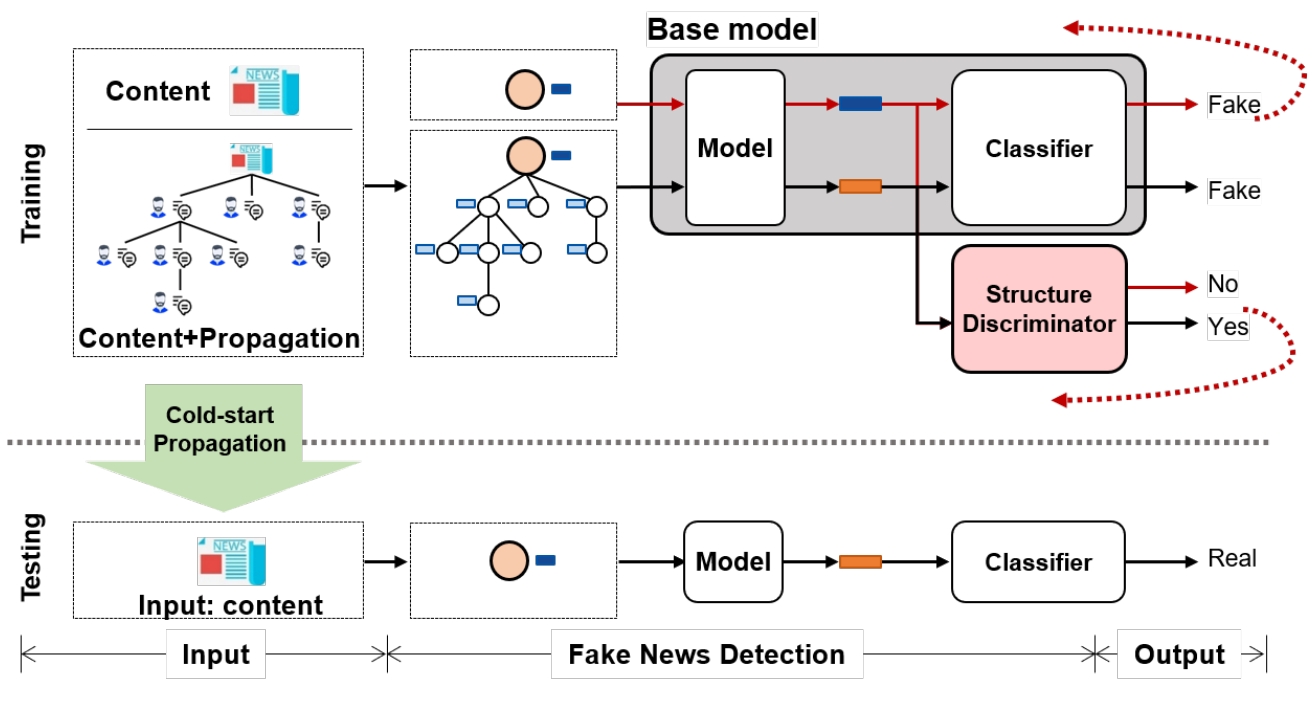 Base model
Training
Content
NEWS
Content+Propagation
Model
Classifier
Fake
Fake
Structure
Discriminator
No
Yes
Cold-start
Propagation
Testing
NEWS
Input: content
Model
Classifier
Real
Input
Fake News Detection
Output